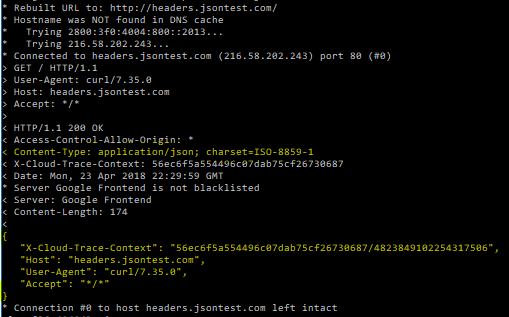 * Rebuilt URL to: http://headers.jsontest.com/
* Hostname was NOT found in DNS cache
*   Trying 2800:3f0:4004:800::2013...
*   Trying 216.58.202.243...
* Connected to headers.jsontest.com (216.58.202.243) port 80 (#0)
> GET / HTTP/1.1
> User-Agent: curl/7.35.0
> Host: headers.jsontest.com
> Accept: */*
>
< HTTP/1.1 200 OK
< Access-Control-Allow-Origin: *
< Content-Type: application/json; charset=ISO-8859-1
< X-Cloud-Trace-Context: 56ec6f5a554496c07dab75cf26730687
< Date: Mon, 23 Apr 2018 22:29:59 GMT
* Server Google Frontend is not blacklisted
< Server: Google Frontend
< Content-Length: 174
<
{
   "X-Cloud-Trace-Context": "56ec6f5a554496c07dab75cf26730687/4823849102254317506",
   "Host": "headers.jsontest.com",
   "User-Agent": "curl/7.35.0",
   "Accept": "*/*"
}
* Connection #0 to host headers.jsontest.com left intact